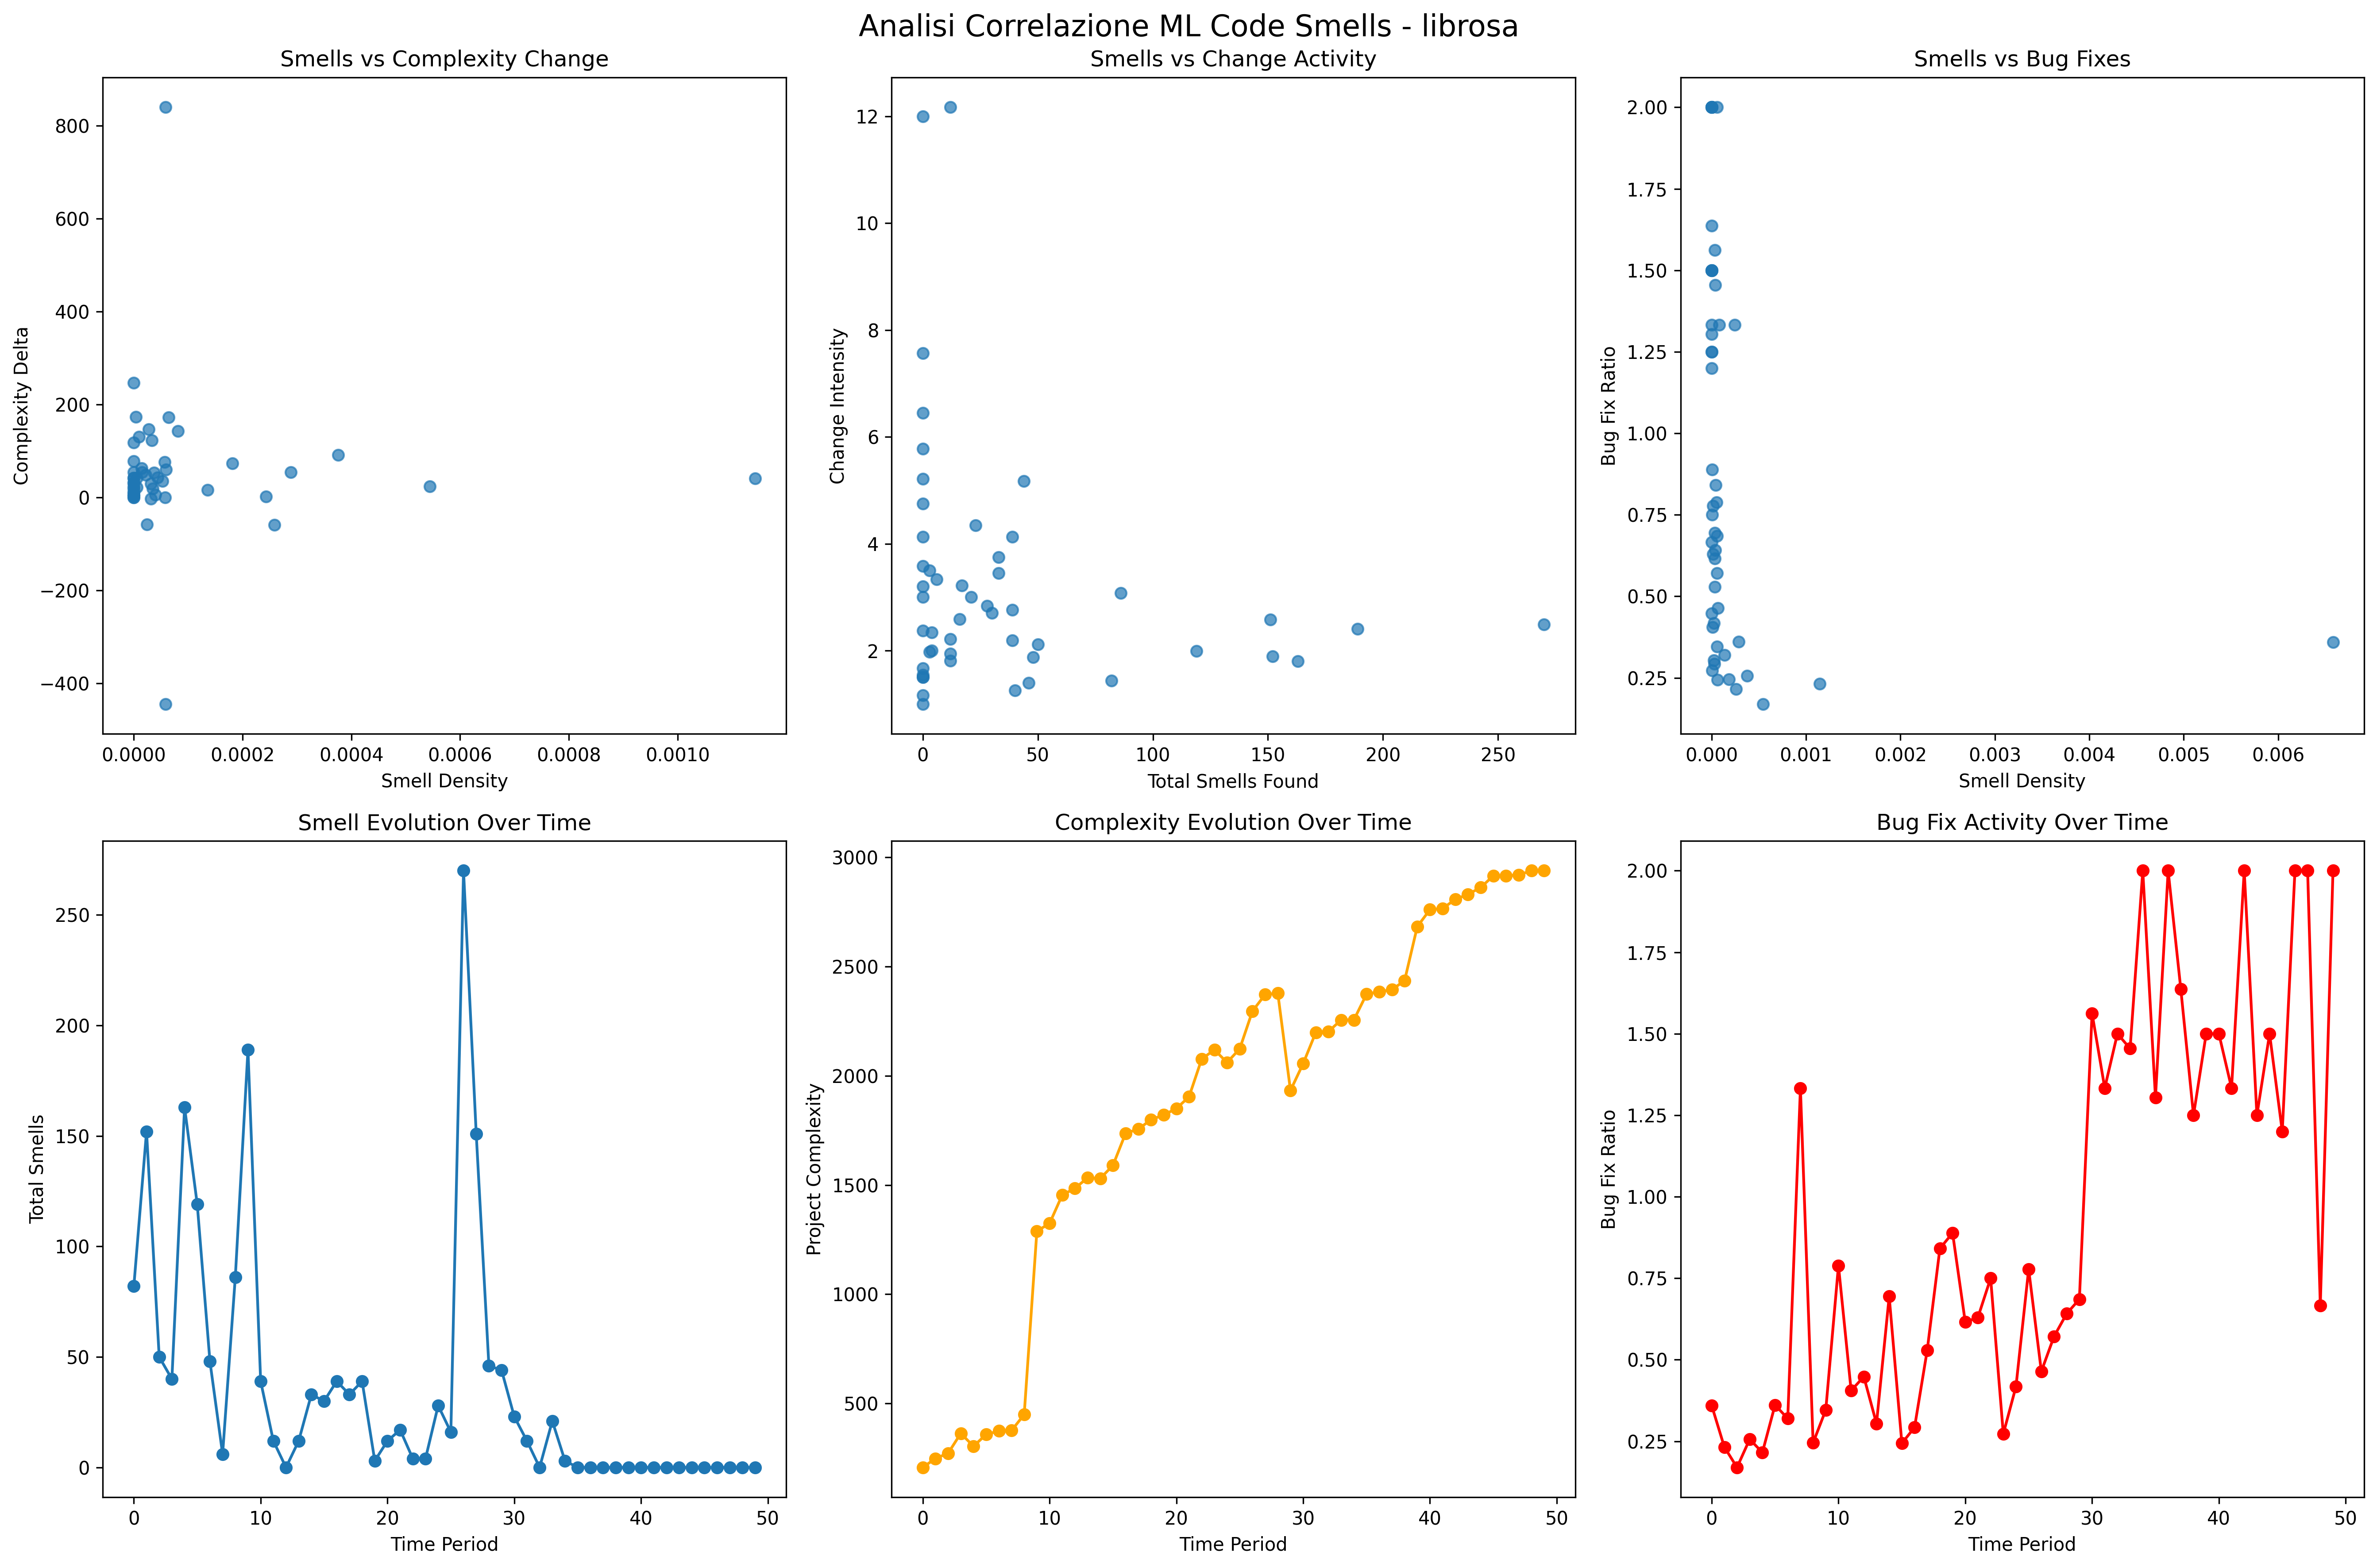 Analisi Correlazione ML Code Smells - librosa
Smells vs Complexity Change
Complexity Delta
800
600
400
200
0
−200
−400
0.0000 0.0002 0.0004 0.0006 0.0008 0.0010
Smell Density
Smells vs Change Activity
Change Intensity
12
10
8
6
4
2
0 50 100 150 200 250
Total Smells Found
Smells vs Bug Fixes
Bug Fix Ratio
2.00
1.75
1.50
1.25
1.00
0.75
0.50
0.25
0.000 0.001 0.002 0.003 0.004 0.005 0.006
Smell Density
Smell Evolution Over Time
Total Smells
250
200
150
100
50
0
0 10 20 30 40 50
Time Period
Complexity Evolution Over Time
Project Complexity
3000
2500
2000
1500
1000
500
0 10 20 30 40 50
Time Period
Bug Fix Activity Over Time
Bug Fix Ratio
2.00
1.75
1.50
1.25
1.00
0.75
0.50
0.25
0 10 20 30 40 50
Time Period